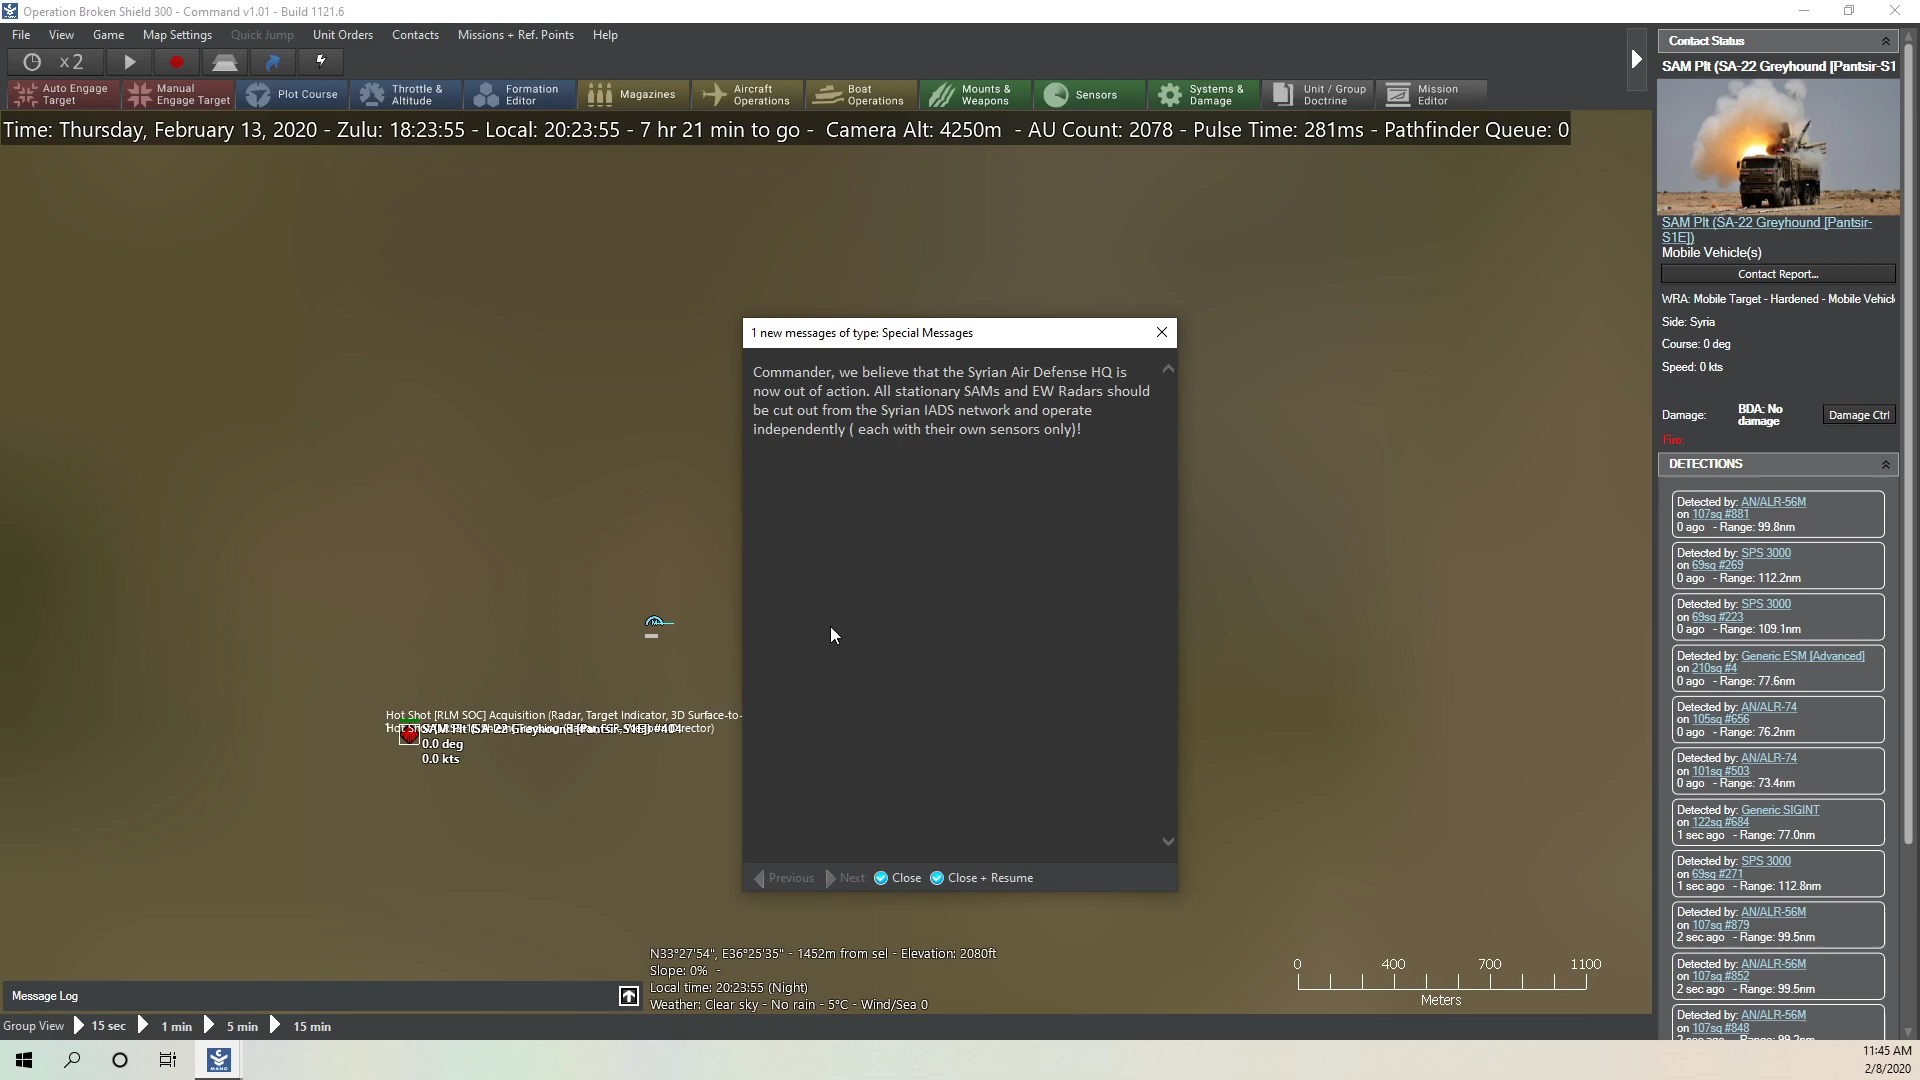 Operation Broken Shield 300 - Command v1.01 - Build 1121.6
File View Game Map Settings Quick Jump Unit Orders Contacts Missions + Ref. Points Help
x 2
Auto Engage Target
Manual Engage Target
Plot Course
Throttle & Altitude
Formation Editor
Magazines
Aircraft Operations
Boat Operations
Mounts & Weapons
Sensors
Systems & Damage
Unit / Group Doctrine
Mission Editor
Time: Thursday, February 13, 2020 - Zulu: 18:23:55 - Local: 20:23:55 - 7 hr 21 min to go - Camera Alt: 4250m - AU Count: 2078 - Pulse Time: 281ms - Pathfinder Queue: 0
1 new messages of type: Special Messages
Commander, we believe that the Syrian Air Defense HQ is
now out of action. All stationary SAMs and EW Radars should
be cut out from the Syrian IADS network and operate
independently ( each with their own sensors only)!
Previous Next Close Close + Resume
Hot Shot [RLM SOC] Acquisition (Radar, Target Indicator, 3D Surface-to-
SAM Plt (SA-22 Greyhound [Pantsir-S1E]) #404
0.0 deg
0.0 kts
N33°27'54", E36°25'35" - 1452m from sel - Elevation: 2080ft
Slope: 0% -
Local time: 20:23:55 (Night)
Weather: Clear sky - No rain - 5°C - Wind/Sea 0
0 400 700 1100
Meters
Message Log
Group View 15 sec 1 min 5 min 15 min
Contact Status
SAM Plt (SA-22 Greyhound [Pantsir-S1
SAM Plt (SA-22 Greyhound [Pantsir-
S1E])
Mobile Vehicle(s)
Contact Report...
WRA: Mobile Target - Hardened - Mobile Vehicl
Side: Syria
Course: 0 deg
Speed: 0 kts
Damage: BDA: No damage Damage Ctrl
Fire:
DETECTIONS
Detected by: AN/ALR-56M
on 107sq #881
0 ago - Range: 99.8nm
Detected by: SPS 3000
on 69sq #269
0 ago - Range: 112.2nm
Detected by: SPS 3000
on 69sq #223
0 ago - Range: 109.1nm
Detected by: Generic ESM [Advanced]
on 210sq #4
0 ago - Range: 77.6nm
Detected by: AN/ALR-74
on 105sq #656
0 ago - Range: 76.2nm
Detected by: AN/ALR-74
on 101sq #503
0 ago - Range: 73.4nm
Detected by: Generic SIGINT
on 122sq #684
1 sec ago - Range: 77.0nm
Detected by: SPS 3000
on 69sq #271
1 sec ago - Range: 112.8nm
Detected by: AN/ALR-56M
on 107sq #879
2 sec ago - Range: 99.5nm
Detected by: AN/ALR-56M
on 107sq #852
2 sec ago - Range: 99.5nm
Detected by: AN/ALR-56M
on 107sq #848
MANO
11:45 AM
2/8/2020